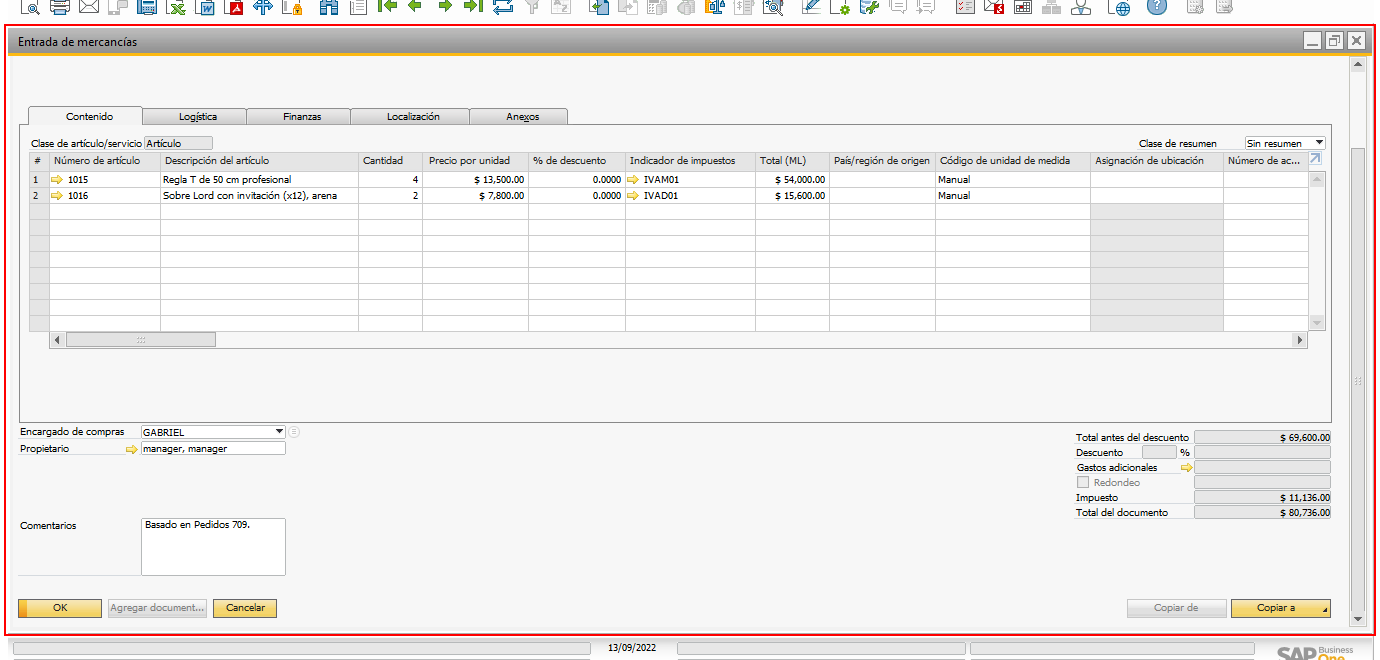 Entrada de mercancías
Contenido Logística Finanzas Localización Anexos
Clase de artículo/servicio Artículo Clase de resumen Sin resumen
# Número de artículo Descripción del artículo Cantidad Precio por unidad % de descuento Indicador de impuestos Total (ML) País/región de origen Código de unidad de medida Asignación de ubicación Número de ac...
1 1015 Regla T de 50 cm profesional 4 $ 13,500.00 0.0000 IVAM01 $ 54,000.00 Manual
2 1016 Sobre Lord con invitación (x12), arena 2 $ 7,800.00 0.0000 IVAD01 $ 15,600.00 Manual
Encargado de compras GABRIEL
Propietario manager, manager
Total antes del descuento $ 69,600.00
Descuento %
Gastos adicionales
Redondeo
Impuesto $ 11,136.00
Total del documento $ 80,736.00
Comentarios Basado en Pedidos 709.
OK Agregar document... Cancelar Copiar de Copiar a
13/09/2022
SAP Business One